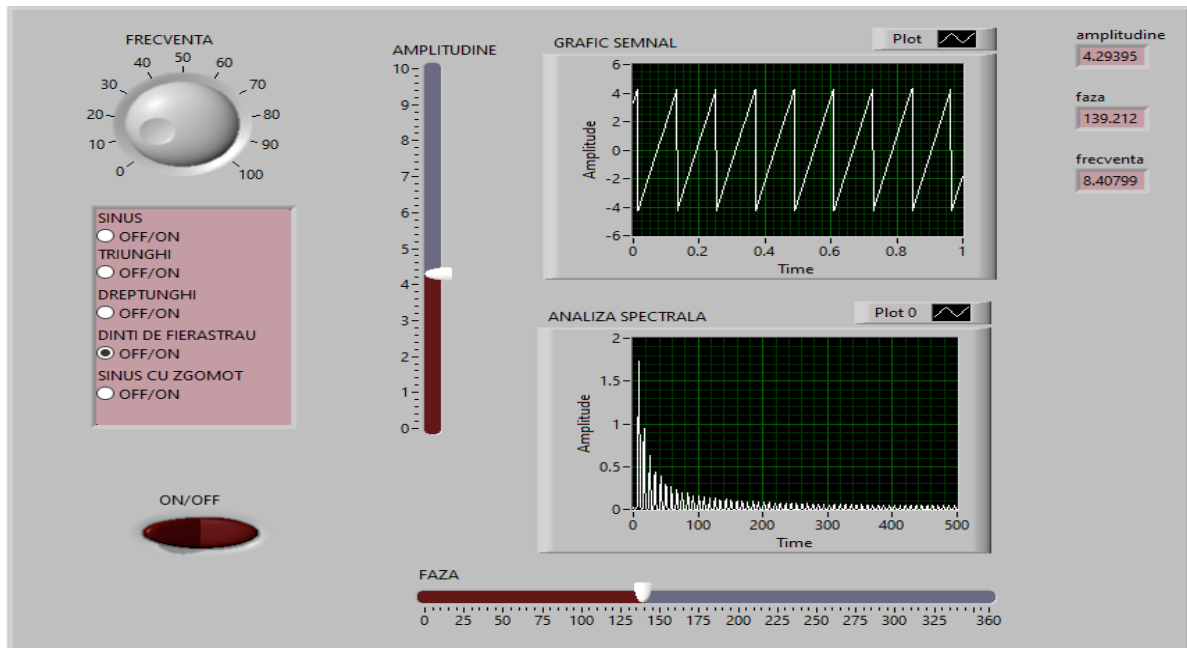 FRECVENTA
0
10
20
30
40
50
60
70
80
90
100
SINUS
OFF/ON
TRIUNGHI
OFF/ON
DREPTUNGHI
OFF/ON
DINTI DE FIERASTRAU
OFF/ON
SINUS CU ZGOMOT
OFF/ON
ON/OFF
AMPLITUDINE
10
9
8
7
6
5
4
3
2
1
0
GRAFIC SEMNAL
Plot
Amplitude
6
4
2
0
-2
-4
-6
0 0.2 0.4 0.6 0.8 1
Time
ANALIZA SPECTRALA
Plot 0
Amplitude
2
1.5
1
0.5
0
0 100 200 300 400 500
Time
FAZA
0 25 50 75 100 125 150 175 200 225 250 275 300 325 360
amplitudine
4.29395
faza
139.212
frecventa
8.40799